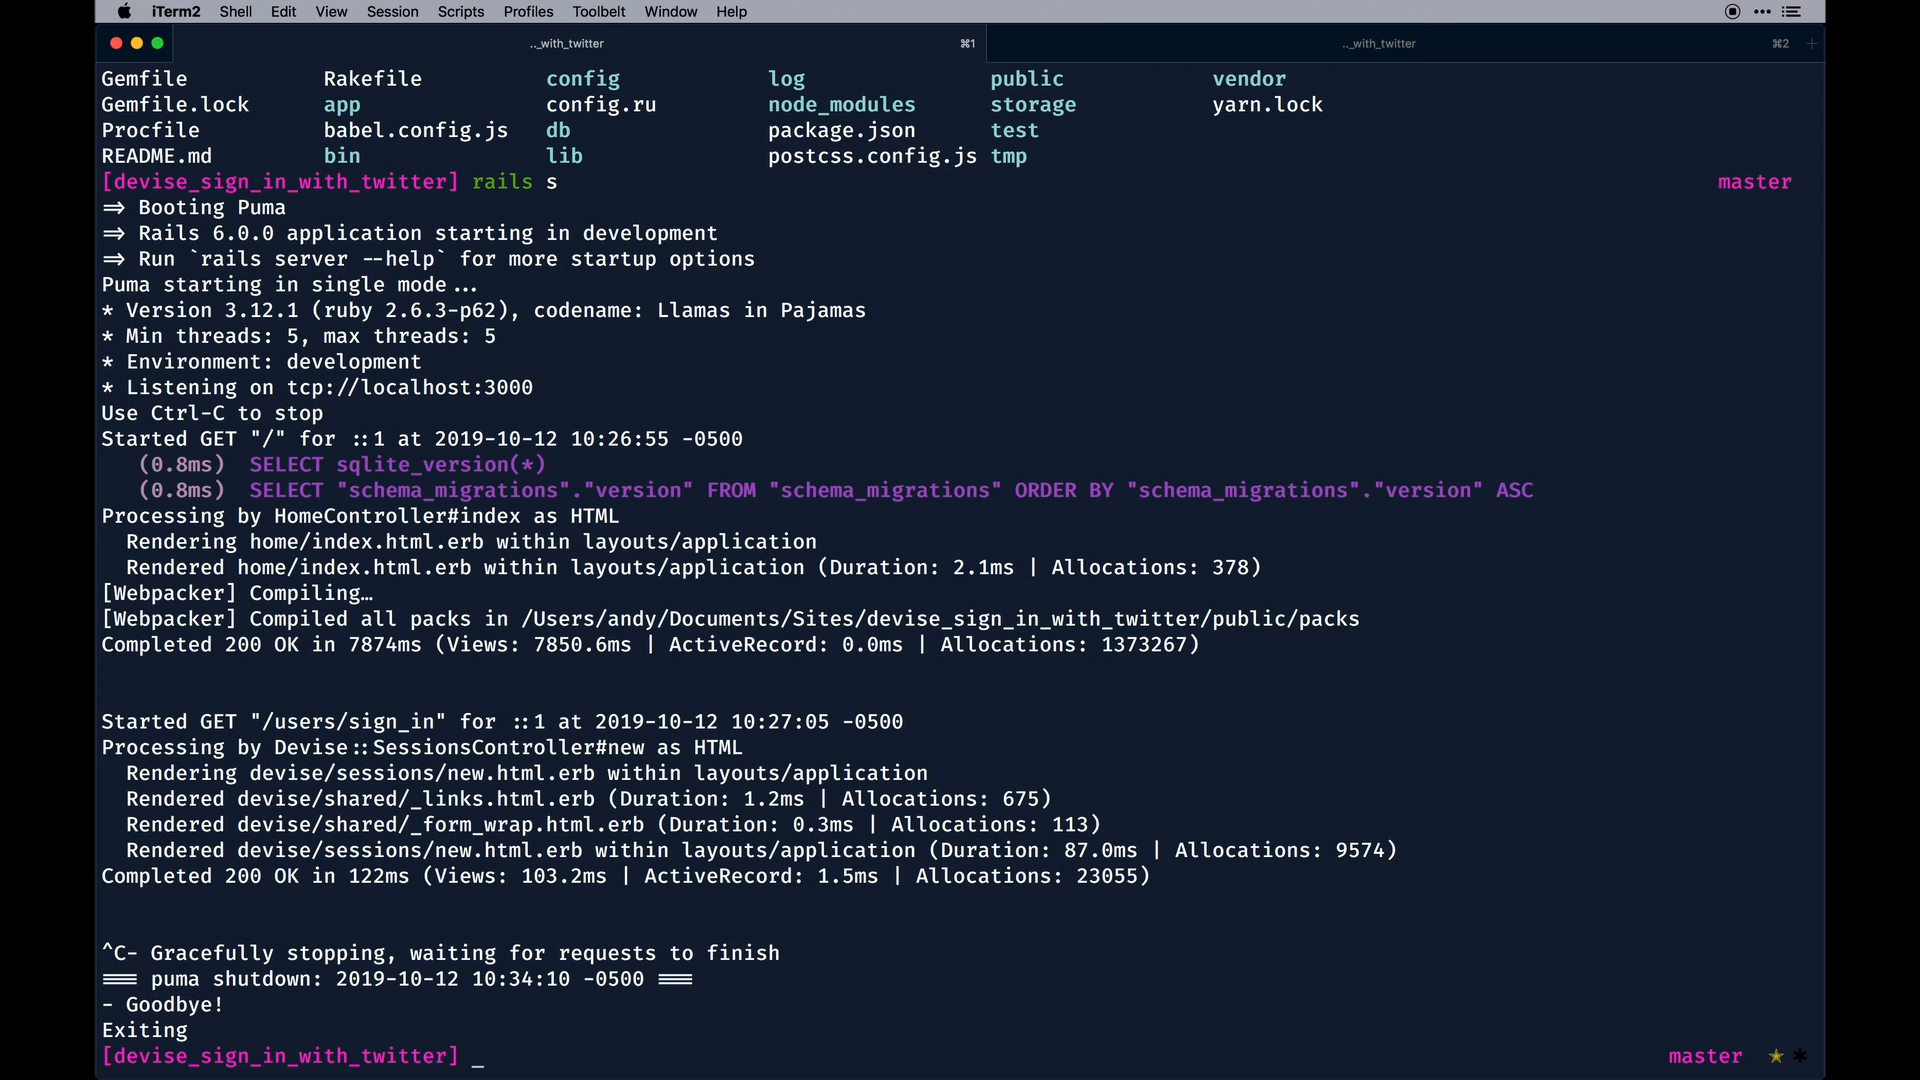 iTerm2 Shell Edit View Session Scripts Profiles Toolbelt Window Help
.._with_twitter ⌘1 .._with_twitter ⌘2 +
Gemfile Rakefile config log public vendor
Gemfile.lock app config.ru node_modules storage yarn.lock
Procfile babel.config.js db package.json test
README.md bin lib postcss.config.js tmp
[devise_sign_in_with_twitter] rails s master
=> Booting Puma
=> Rails 6.0.0 application starting in development
=> Run `rails server --help` for more startup options
Puma starting in single mode...
* Version 3.12.1 (ruby 2.6.3-p62), codename: Llamas in Pajamas
* Min threads: 5, max threads: 5
* Environment: development
* Listening on tcp://localhost:3000
Use Ctrl-C to stop
Started GET "/" for ::1 at 2019-10-12 10:26:55 -0500
(0.8ms) SELECT sqlite_version(*)
(0.8ms) SELECT "schema_migrations"."version" FROM "schema_migrations" ORDER BY "schema_migrations"."version" ASC
Processing by HomeController#index as HTML
Rendering home/index.html.erb within layouts/application
Rendered home/index.html.erb within layouts/application (Duration: 2.1ms | Allocations: 378)
[Webpacker] Compiling…
[Webpacker] Compiled all packs in /Users/andy/Documents/Sites/devise_sign_in_with_twitter/public/packs
Completed 200 OK in 7874ms (Views: 7850.6ms | ActiveRecord: 0.0ms | Allocations: 1373267)
Started GET "/users/sign_in" for ::1 at 2019-10-12 10:27:05 -0500
Processing by Devise::SessionsController#new as HTML
Rendering devise/sessions/new.html.erb within layouts/application
Rendered devise/shared/_links.html.erb (Duration: 1.2ms | Allocations: 675)
Rendered devise/shared/_form_wrap.html.erb (Duration: 0.3ms | Allocations: 113)
Rendered devise/sessions/new.html.erb within layouts/application (Duration: 87.0ms | Allocations: 9574)
Completed 200 OK in 122ms (Views: 103.2ms | ActiveRecord: 1.5ms | Allocations: 23055)
^C- Gracefully stopping, waiting for requests to finish
=== puma shutdown: 2019-10-12 10:34:10 -0500 ===
- Goodbye!
Exiting
[devise_sign_in_with_twitter] _ master ★ *